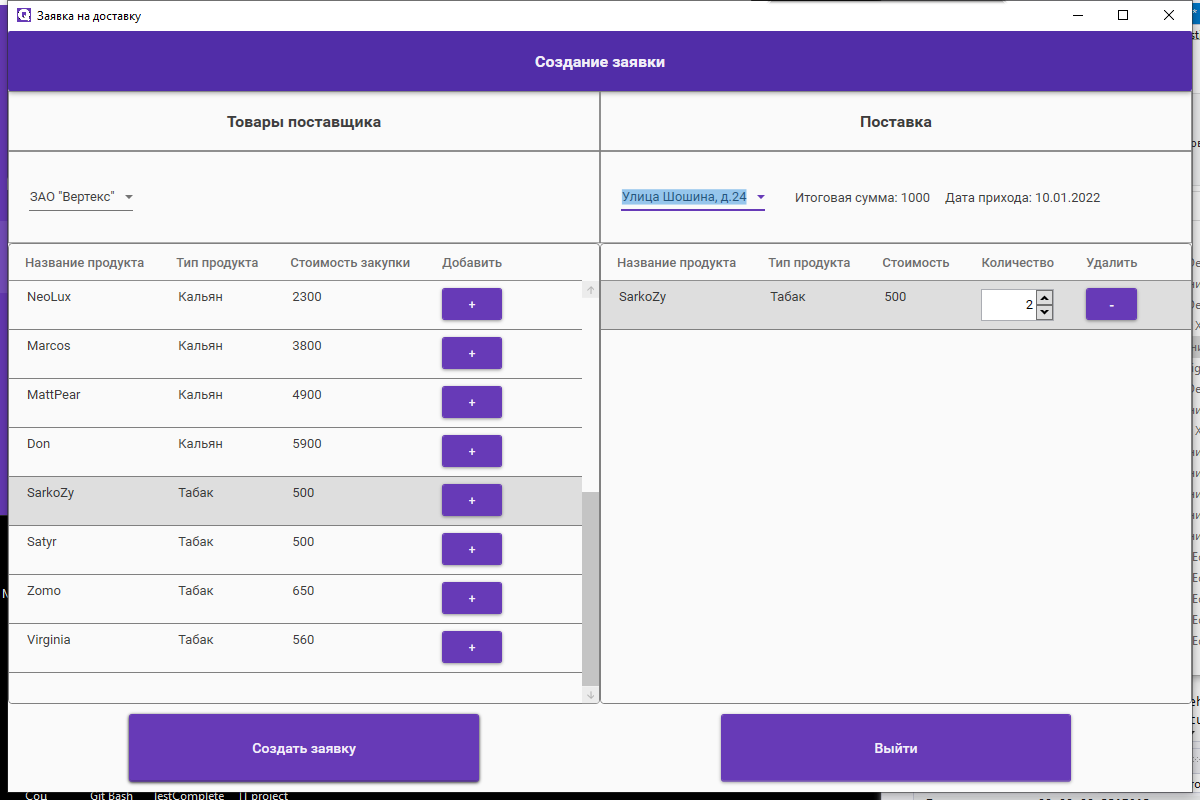 Заявка на доставку
Создание заявки
Товары поставщика
Поставка
ЗАО "Вертекс"
Улица Шошина, д.24 Итоговая сумма: 1000 Дата прихода: 10.01.2022
Название продукта Тип продукта Стоимость закупки Добавить
NeoLux Кальян 2300 +
Marcos Кальян 3800 +
MattPear Кальян 4900 +
Don Кальян 5900 +
SarkoZy Табак 500 +
Satyr Табак 500 +
Zomo Табак 650 +
Virginia Табак 560 +
Название продукта Тип продукта Стоимость Количество Удалить
SarkoZy Табак 500 2 -
Создать заявку
Выйти
Git Bash TestComplete IT project